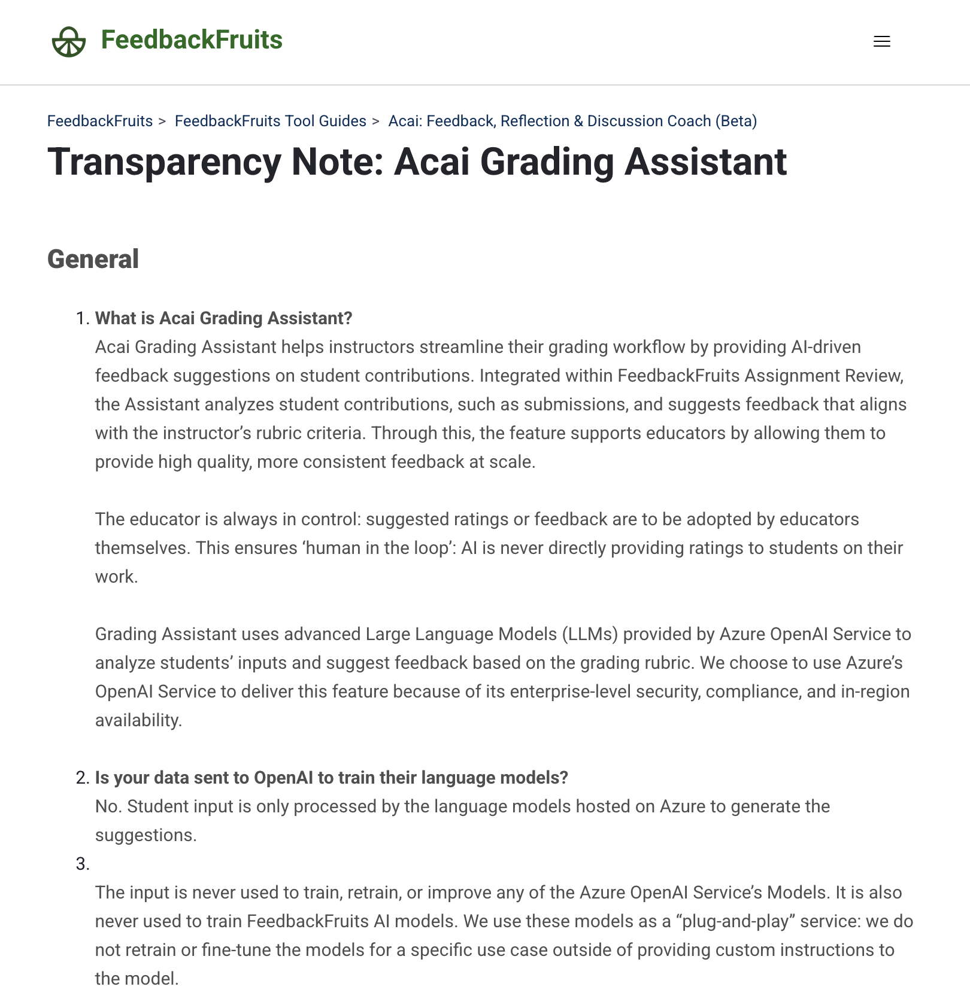 FeedbackFruits
FeedbackFruits > FeedbackFruits Tool Guides > Acai: Feedback, Reflection & Discussion Coach (Beta)
Transparency Note: Acai Grading Assistant
General
1. What is Acai Grading Assistant?
Acai Grading Assistant helps instructors streamline their grading workflow by providing AI-driven
feedback suggestions on student contributions. Integrated within FeedbackFruits Assignment Review,
the Assistant analyzes student contributions, such as submissions, and suggests feedback that aligns
with the instructor’s rubric criteria. Through this, the feature supports educators by allowing them to
provide high quality, more consistent feedback at scale.
The educator is always in control: suggested ratings or feedback are to be adopted by educators
themselves. This ensures ‘human in the loop’: AI is never directly providing ratings to students on their
work.
Grading Assistant uses advanced Large Language Models (LLMs) provided by Azure OpenAI Service to
analyze students’ inputs and suggest feedback based on the grading rubric. We choose to use Azure’s
OpenAI Service to deliver this feature because of its enterprise-level security, compliance, and in-region
availability.
2. Is your data sent to OpenAI to train their language models?
No. Student input is only processed by the language models hosted on Azure to generate the
suggestions.
3.
The input is never used to train, retrain, or improve any of the Azure OpenAI Service’s Models. It is also
never used to train FeedbackFruits AI models. We use these models as a “plug-and-play” service: we do
not retrain or fine-tune the models for a specific use case outside of providing custom instructions to
the model.